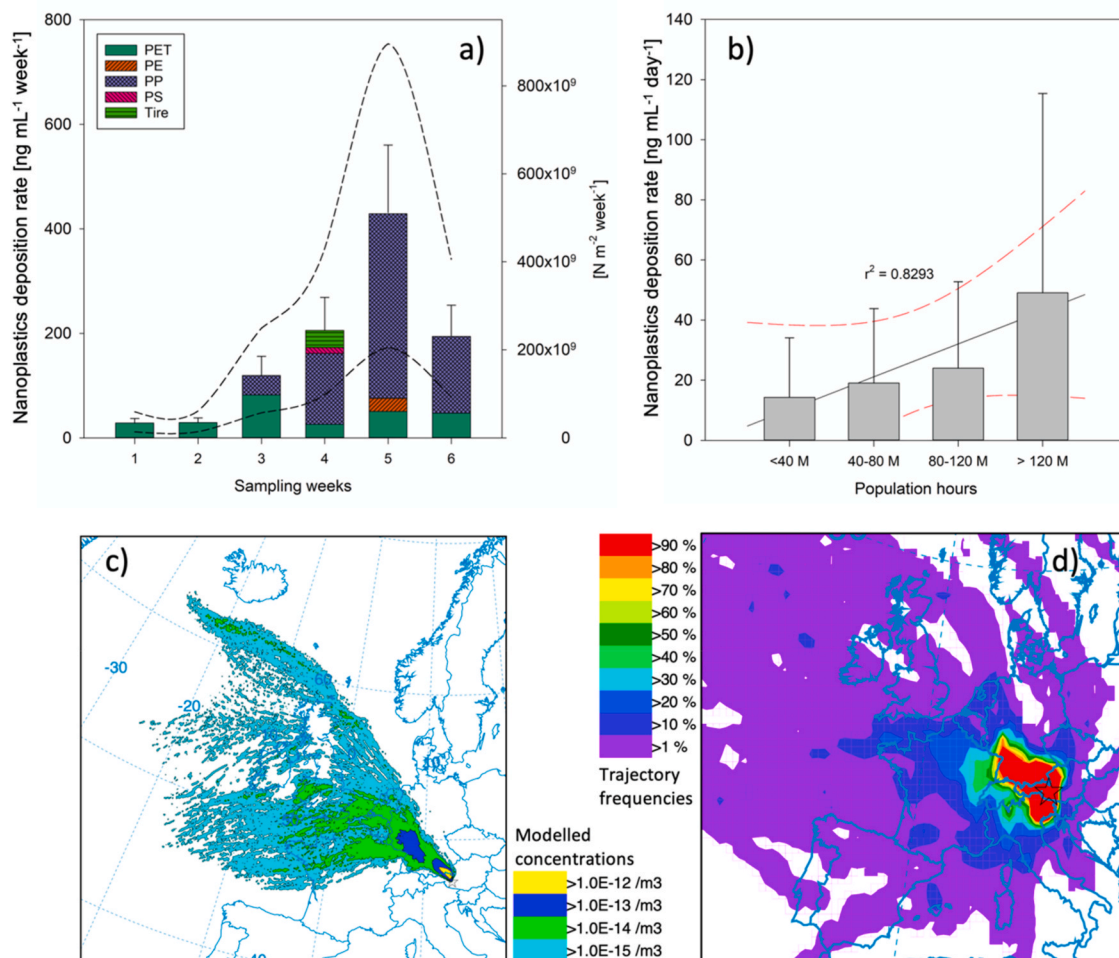 a)
800
600
400
200
0
Nanoplastics deposition rate [ng mL⁻¹ week⁻¹]
PET
PE
PP
PS
Tire
800x10⁹
600x10⁹
400x10⁹
200x10⁹
0
[N m⁻² week⁻¹]
1 2 3 4 5 6
Sampling weeks
b)
140
120
100
80
60
40
20
0
Nanoplastics deposition rate [ng mL⁻¹ day⁻¹]
r² = 0.8293
<40 M 40-80 M 80-120 M > 120 M
Population hours
c)
-30
-20
Modelled
concentrations
>1.0E-12 /m3
>1.0E-13 /m3
>1.0E-14 /m3
>1.0E-15 /m3
>90 %
>80 %
>70 %
>60 %
>50 %
>40 %
>30 %
>20 %
>10 %
>1 %
Trajectory
frequencies
d)